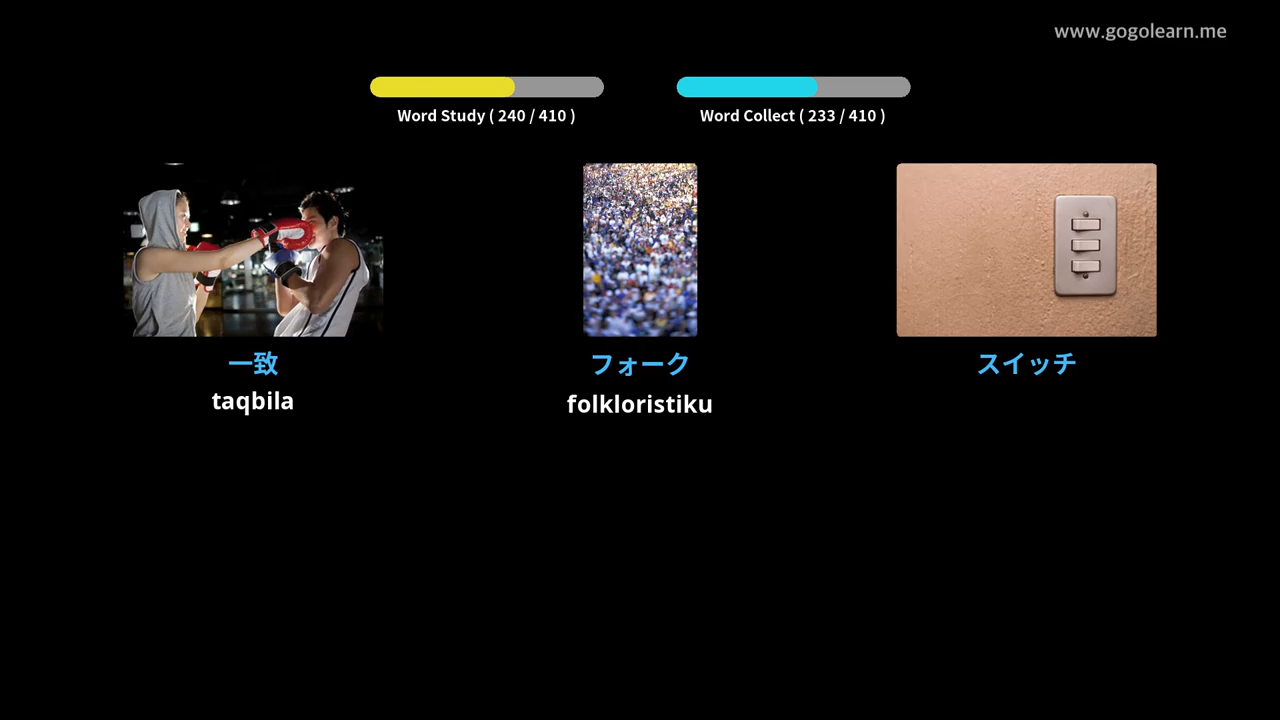 www.gogolearn.me
Word Study ( 240 / 410 )
Word Collect ( 233 / 410 )
一致
taqbila
フォーク
folkloristiku
スイッチ